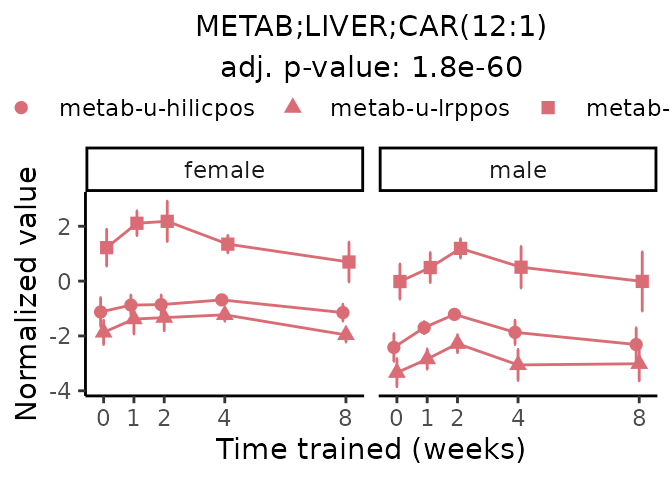 METAB;LIVER;CAR(12:1)
adj. p-value: 1.8e-60
metab-u-hilicpos metab-u-lrppos metab-
female male
Normalized value
2
0
-2
-4
0 1 2 4 8 0 1 2 4 8
Time trained (weeks)